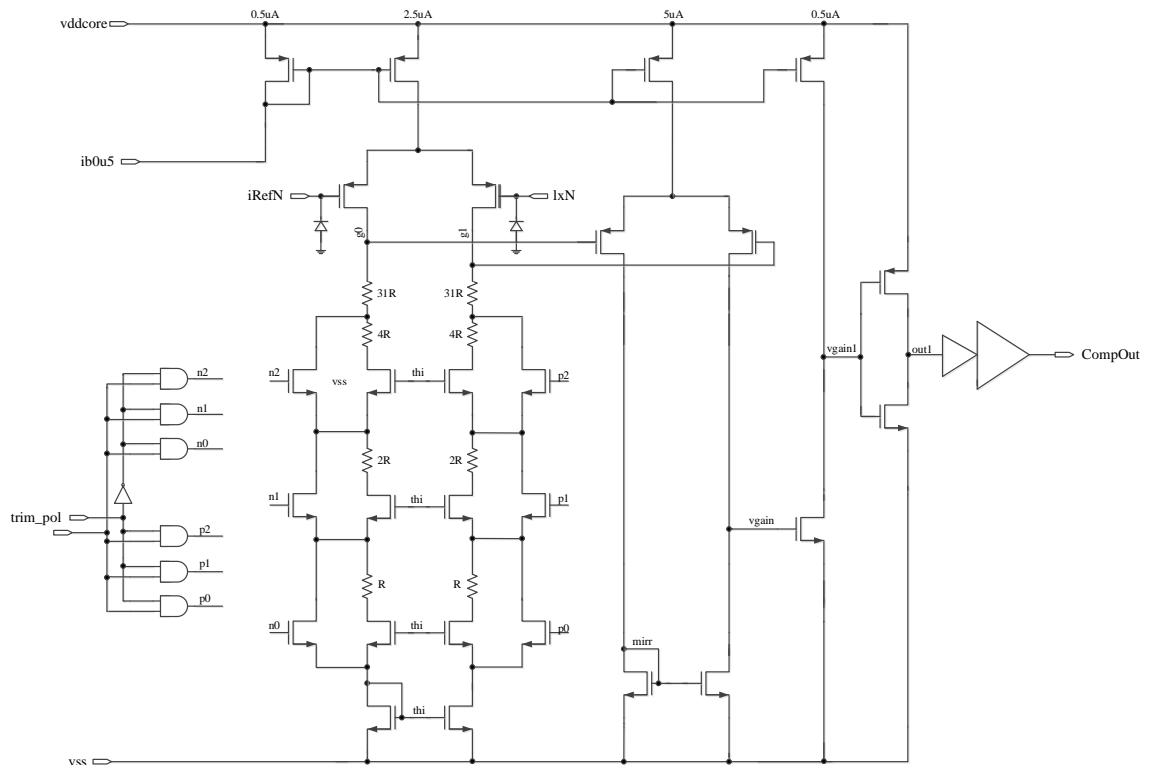 0.5uA 2.5uA 5uA 0.5uA
vddcore
ib0u5
iRefN lxN
g0 g1
31R 31R
4R 4R
vgain1 out1 CompOut
n2 n2 vss thi p2
n1
n0 2R 2R
n1 thi p1
trim_pol vgain
p2
p1 R R
p0
n0 thi p0
mirr
thi
vss